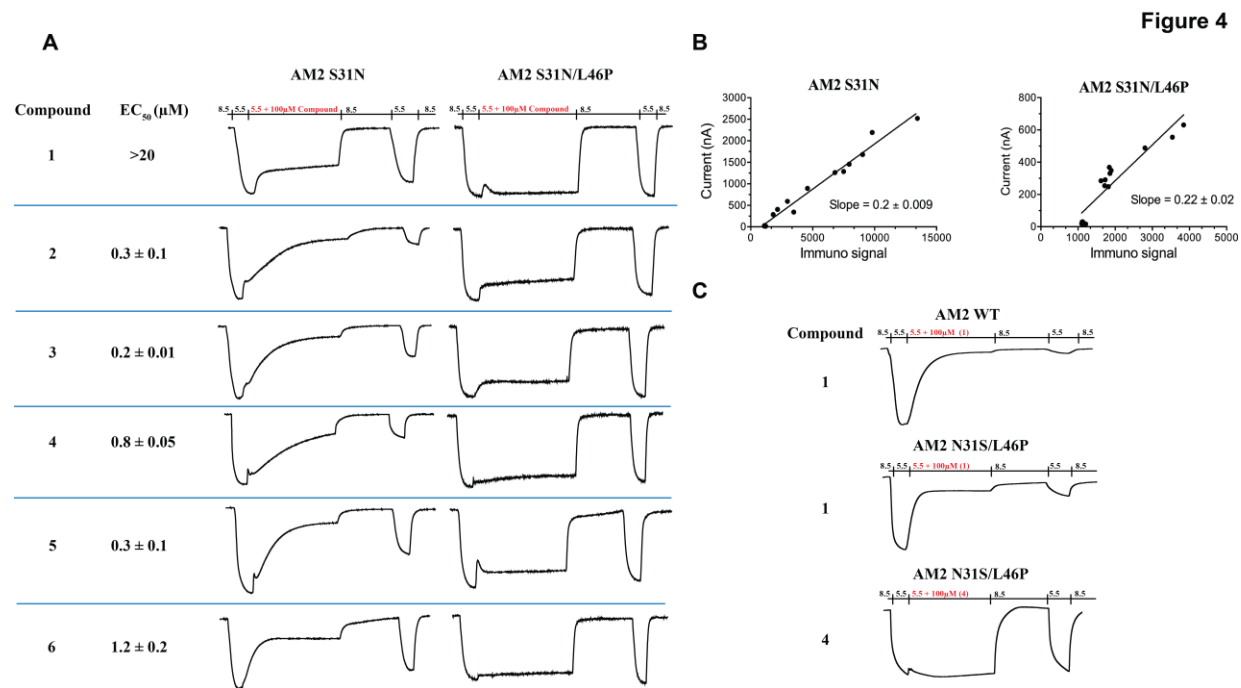 Figure 4
A
AM2 S31N AM2 S31N/L46P
Compound EC50 (μM)
8.5 5.5 5.5 + 100μM Compound 8.5 5.5 8.5
8.5 5.5 5.5 + 100μM Compound 8.5 5.5 8.5
1 >20
2 0.3 ± 0.1
3 0.2 ± 0.01
4 0.8 ± 0.05
5 0.3 ± 0.1
6 1.2 ± 0.2
B
AM2 S31N
Current (nA)
3000
2500
2000
1500
1000
500
0
0 5000 10000 15000
Immuno signal
Slope = 0.2 ± 0.009
AM2 S31N/L46P
Current (nA)
800
600
400
200
0
0 1000 2000 3000 4000 5000
Immuno signal
Slope = 0.22 ± 0.02
C
AM2 WT
Compound
8.5 5.5 5.5 + 100μM (1) 8.5 5.5 8.5
1
AM2 N31S/L46P
8.5 5.5 5.5 + 100μM (1) 8.5 5.5 8.5
1
AM2 N31S/L46P
8.5 5.5 5.5 + 100μM (4) 8.5 5.5 8.5
4